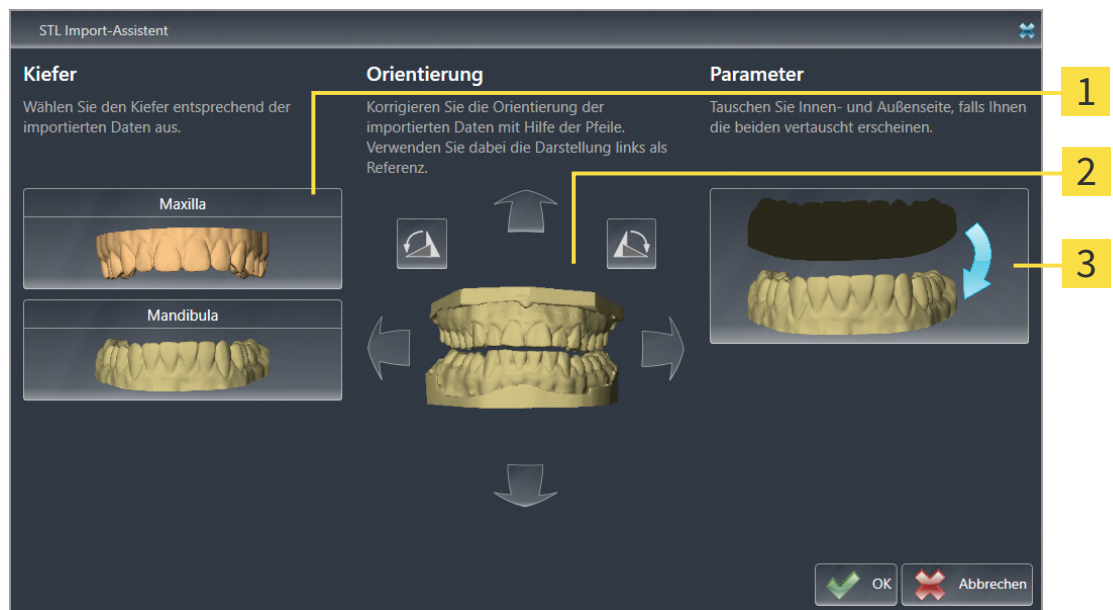 STL Import-Assistent
Kiefer
Wählen Sie den Kiefer entsprechend der
importierten Daten aus.
Maxilla
Mandibula
Orientierung
Korrigieren Sie die Orientierung der
importierten Daten mit Hilfe der Pfeile.
Verwenden Sie dabei die Darstellung links als
Referenz.
Parameter
Tauschen Sie Innen- und Außenseite, falls Ihnen
die beiden vertauscht erscheinen.
1
2
3
OK
Abbrechen